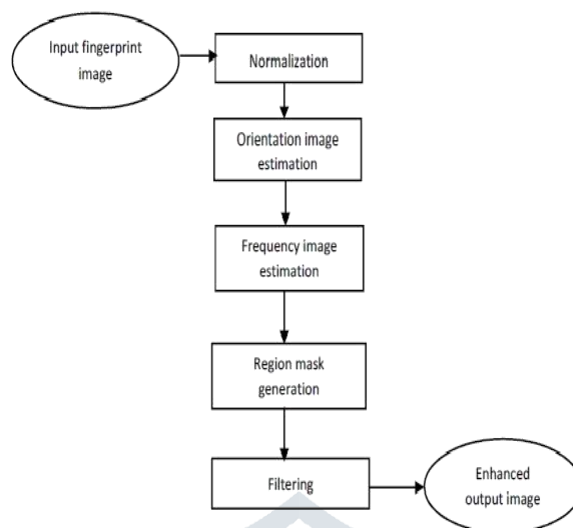 Input fingerprint
image
Normalization
Orientation image
estimation
Frequency image
estimation
Region mask
generation
Filtering
Enhanced
output image